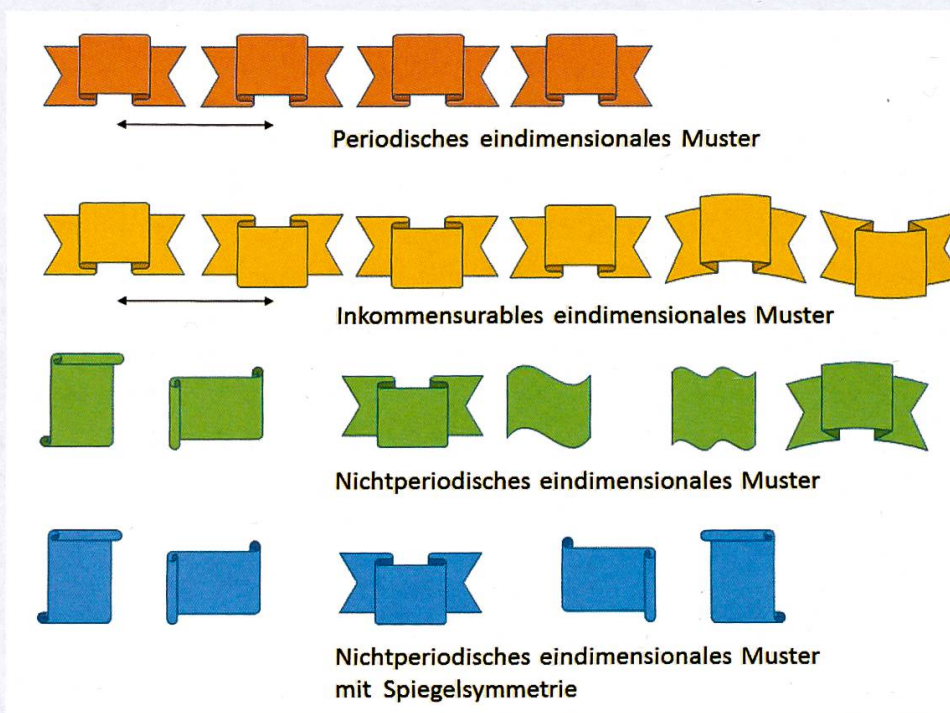 Periodisches eindimensionales Muster
Inkommensurables eindimensionales Muster
Nichtperiodisches eindimensionales Muster
Nichtperiodisches eindimensionales Muster
mit Spiegelsymmetrie